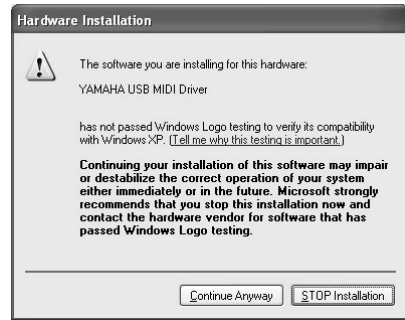 Hardware Installation
The software you are installing for this hardware:
YAMAHA USB MIDI Driver
has not passed Windows Logo testing to verify its compatibility
with Windows XP. (Tell me why this testing is important.)
Continuing your installation of this software may impair
or destabilize the correct operation of your system
either immediately or in the future. Microsoft strongly
recommends that you stop this installation now and
contact the hardware vendor for software that has
passed Windows Logo testing.
Continue Anyway STOP Installation